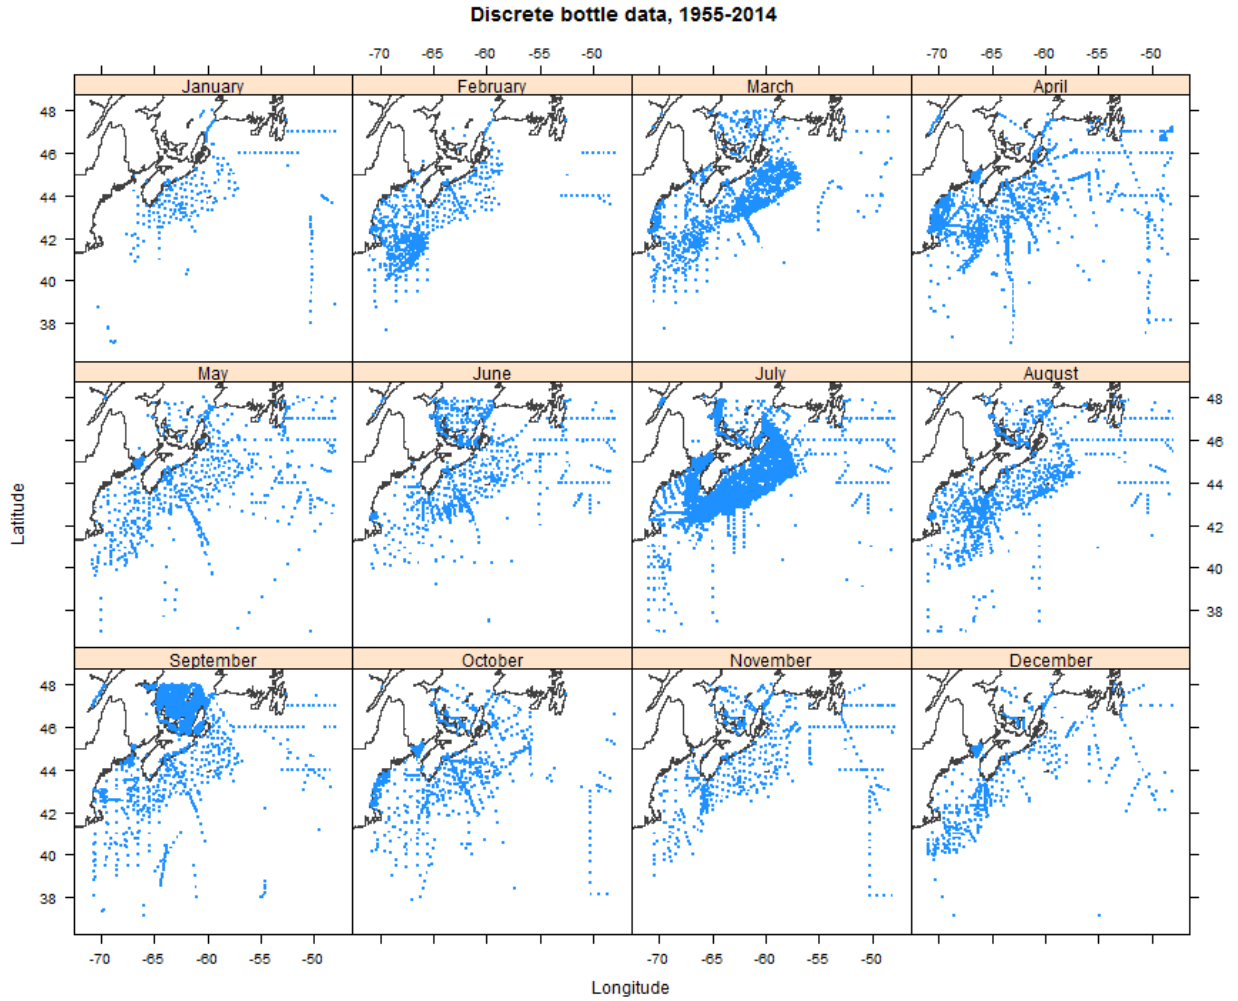 Discrete bottle data, 1955-2014
-70 -65 -60 -55 -50 -70 -65 -60 -55 -50
January February March April
48
46
44
42
40
38
May June July August
48
46
44
42
40
38
Latitude
September October November December
48
46
44
42
40
38
-70 -65 -60 -55 -50 -70 -65 -60 -55 -50
Longitude